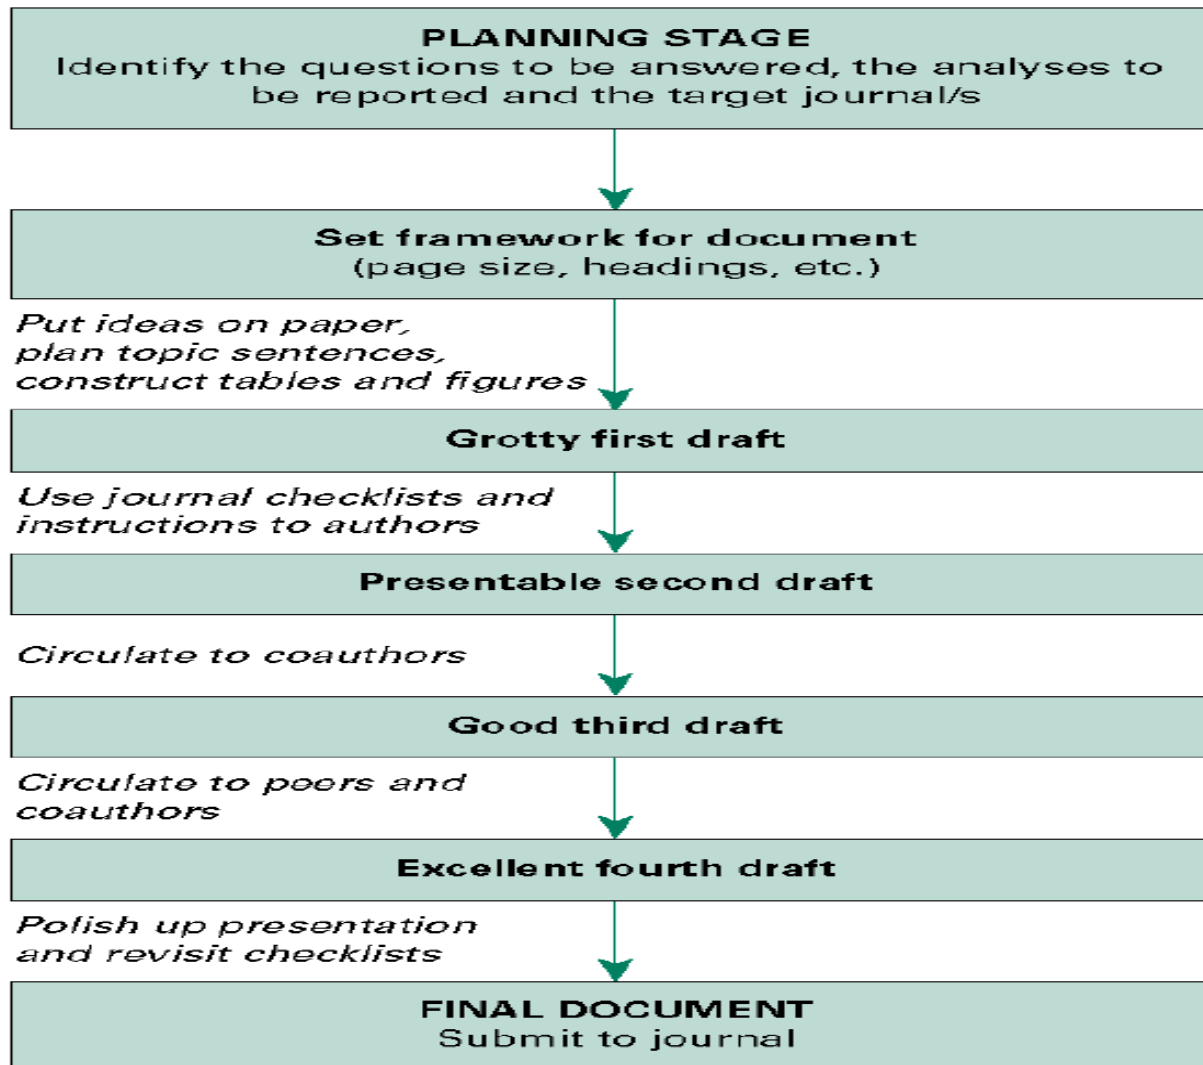 PLANNING STAGE
Identify the questions to be answered, the analyses to
be reported and the target journal/s
Set framework for document
(page size, headings, etc.)
Put ideas on paper,
plan topic sentences,
construct tables and figures
Grotty first draft
Use journal checklists and
instructions to authors
Presentable second draft
Circulate to coauthors
Good third draft
Circulate to peers and
coauthors
Excellent fourth draft
Polish up presentation
and revisit checklists
FINAL DOCUMENT
Submit to journal